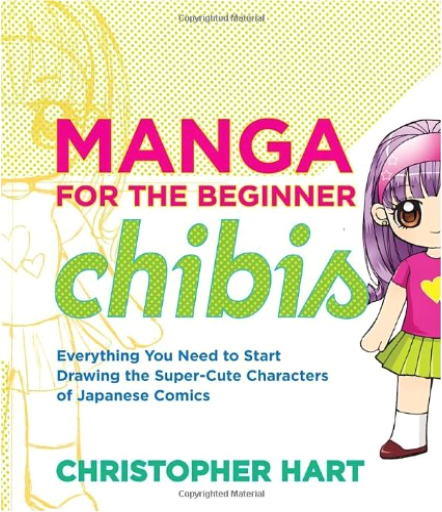 Copyrighted Material
MANGA
FOR THE BEGINNER
chibis
Everything You Need to Start
Drawing the Super-Cute Characters
of Japanese Comics
CHRISTOPHER HART
Copyrighted Material